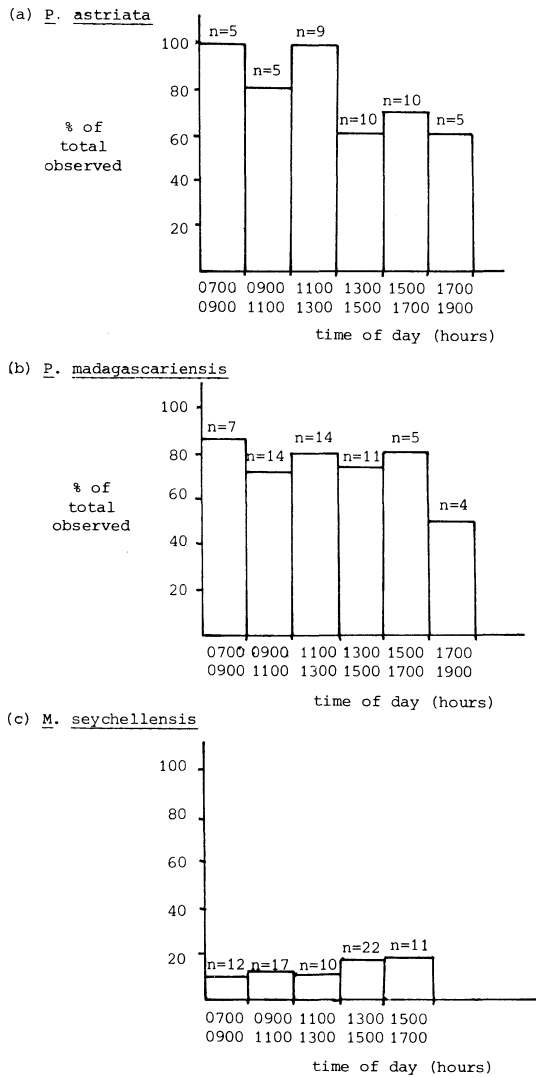 (a) P. astriata
n=5 n=9
100
n=5
80
n=10
n=10 n=5
% of
total
observed
60
40
20
0700 0900 1100 1300 1500 1700
0900 1100 1300 1500 1700 1900
time of day (hours)
(b) P. madagascariensis
100
n=7 n=14 n=5
n=14 n=11
80
% of
total
observed
60
n=4
40
20
0700 0900 1100 1300 1500 1700
0900 1100 1300 1500 1700 1900
time of day (hours)
(c) M. seychellensis
100
80
60
40
20
n=22 n=11
n=12 n=17 n=10
0700 0900 1100 1300 1500
0900 1100 1300 1500 1700
time of day (hours)